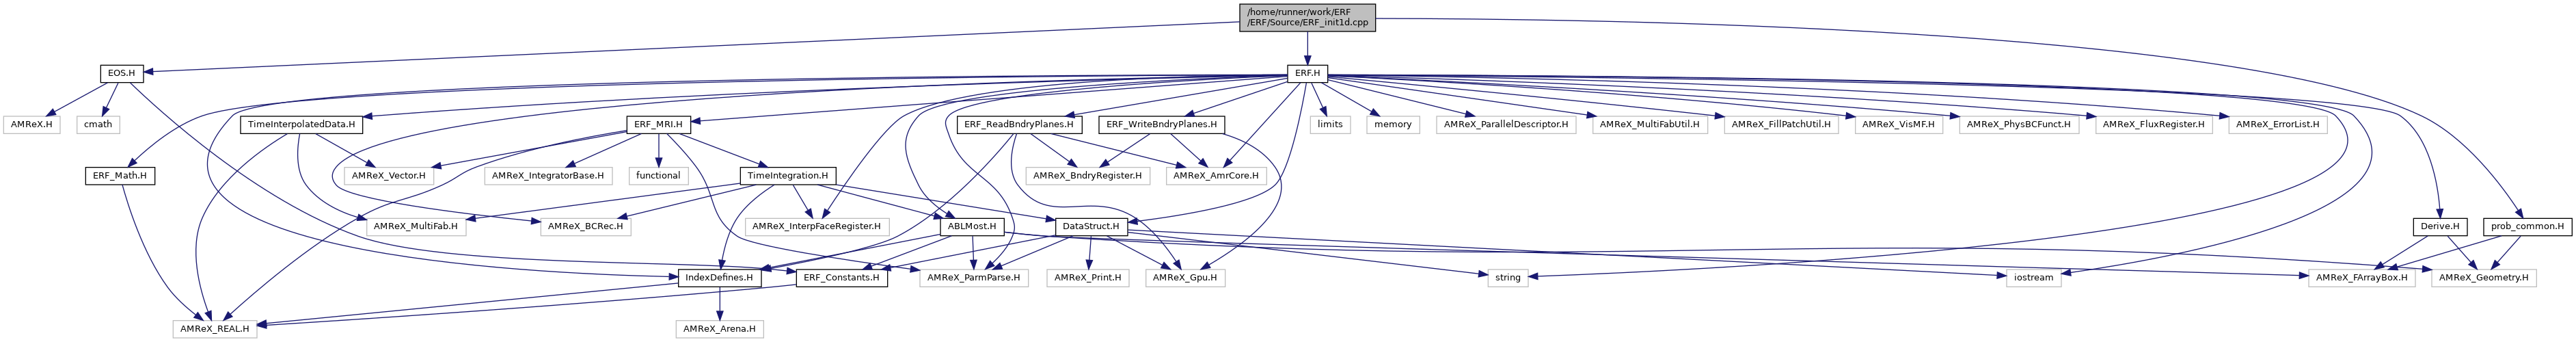 /home/runner/work/ERF
/ERF/Source/ERF_init1d.cpp
EOS.H
ERF.H
AMReX.H
cmath
TimeInterpolatedData.H
ERF_MRI.H
ERF_ReadBndryPlanes.H
ERF_WriteBndryPlanes.H
limits
memory
AMReX_ParallelDescriptor.H
AMReX_MultiFabUtil.H
AMReX_FillPatchUtil.H
AMReX_VisMF.H
AMReX_PhysBCFunct.H
AMReX_FluxRegister.H
AMReX_ErrorList.H
ERF_Math.H
AMReX_Vector.H
AMReX_IntegratorBase.H
functional
TimeIntegration.H
AMReX_BndryRegister.H
AMReX_AmrCore.H
AMReX_MultiFab.H
AMReX_BCRec.H
AMReX_InterpFaceRegister.H
ABLMost.H
DataStruct.H
Derive.H
prob_common.H
IndexDefines.H
ERF_Constants.H
AMReX_ParmParse.H
AMReX_Print.H
AMReX_Gpu.H
string
iostream
AMReX_FArrayBox.H
AMReX_Geometry.H
AMReX_REAL.H
AMReX_Arena.H